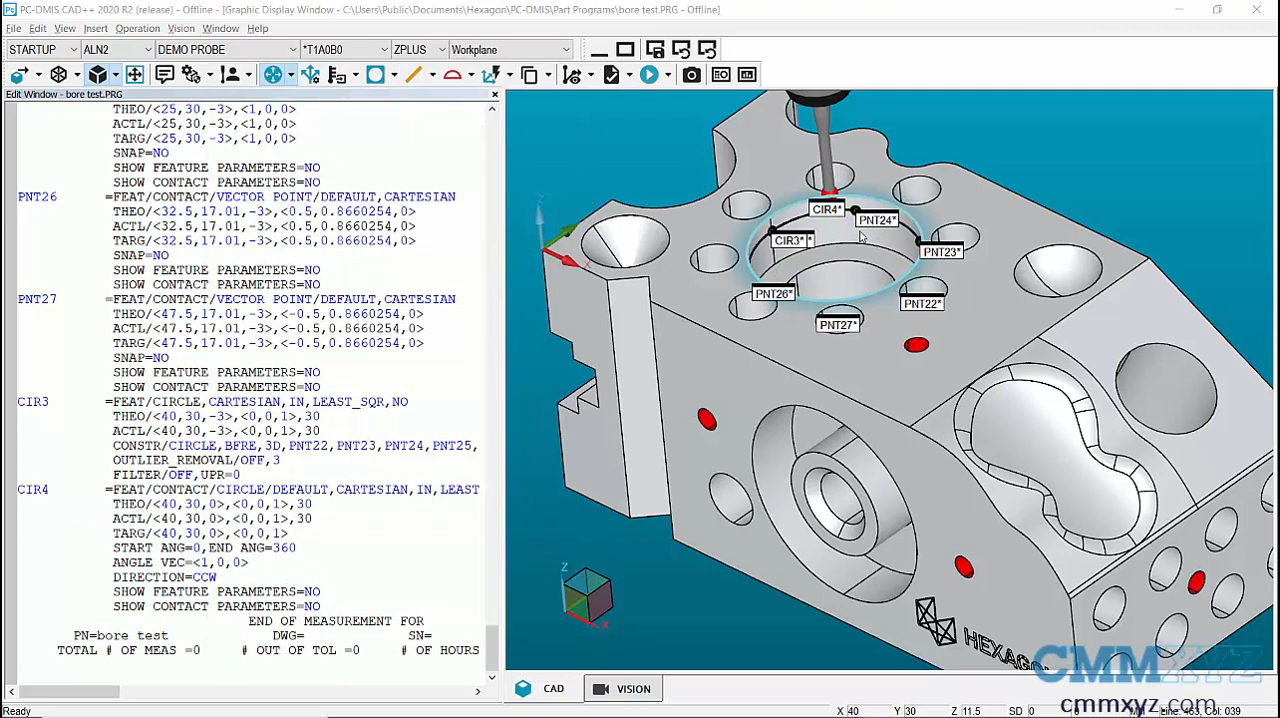 PC-DMIS CAD++ 2020 R2 (release) - Offline - [Graphic Display Window - C:\Users\Public\Documents\Hexagon\PC-DMIS\Part Programs\bore test.PRG - Offline]
File Edit View Insert Operation Vision Window Help
STARTUP ALN2 DEMO PROBE *T1A0B0 ZPLUS Workplane
Edit Window - bore test.PRG
THEO/<25,30,-3>,<1,0,0>
ACTL/<25,30,-3>,<1,0,0>
TARG/<25,30,-3>,<1,0,0>
SNAP=NO
SHOW FEATURE PARAMETERS=NO
SHOW CONTACT PARAMETERS=NO
PNT26 =FEAT/CONTACT/VECTOR POINT/DEFAULT,CARTESIAN
THEO/<32.5,17.01,-3>,<0.5,0.8660254,0>
ACTL/<32.5,17.01,-3>,<0.5,0.8660254,0>
TARG/<32.5,17.01,-3>,<0.5,0.8660254,0>
SNAP=NO
SHOW FEATURE PARAMETERS=NO
SHOW CONTACT PARAMETERS=NO
PNT27 =FEAT/CONTACT/VECTOR POINT/DEFAULT,CARTESIAN
THEO/<47.5,17.01,-3>,<-0.5,0.8660254,0>
ACTL/<47.5,17.01,-3>,<-0.5,0.8660254,0>
TARG/<47.5,17.01,-3>,<-0.5,0.8660254,0>
SNAP=NO
SHOW FEATURE PARAMETERS=NO
SHOW CONTACT PARAMETERS=NO
CIR3 =FEAT/CIRCLE,CARTESIAN,IN,LEAST_SQR,NO
THEO/<40,30,-3>,<0,0,1>,30
ACTL/<40,30,-3>,<0,0,1>,30
CONSTR/CIRCLE,BFRE,3D,PNT22,PNT23,PNT24,PNT25,
OUTLIER_REMOVAL/OFF,3
FILTER/OFF,UPR=0
CIR4 =FEAT/CONTACT/CIRCLE/DEFAULT,CARTESIAN,IN,LEAST
THEO/<40,30,0>,<0,0,1>,30
ACTL/<40,30,0>,<0,0,1>,30
TARG/<40,30,0>,<0,0,1>
START ANG=0,END ANG=360
ANGLE VEC=<1,0,0>
DIRECTION=CCW
SHOW FEATURE PARAMETERS=NO
SHOW CONTACT PARAMETERS=NO
END OF MEASUREMENT FOR
PN=bore test DWG= SN=
TOTAL # OF MEAS =0 # OUT OF TOL =0 # OF HOURS
CIR4*
PNT24*
CIR3*
PNT23*
PNT26*
PNT22*
PNT27*
Z
X
Z
X
HEXAGON
CMMXYZ
cmmxyz.com
CAD VISION
Ready X 40 Y 30 Z 11.5 SD 0
Col: 039